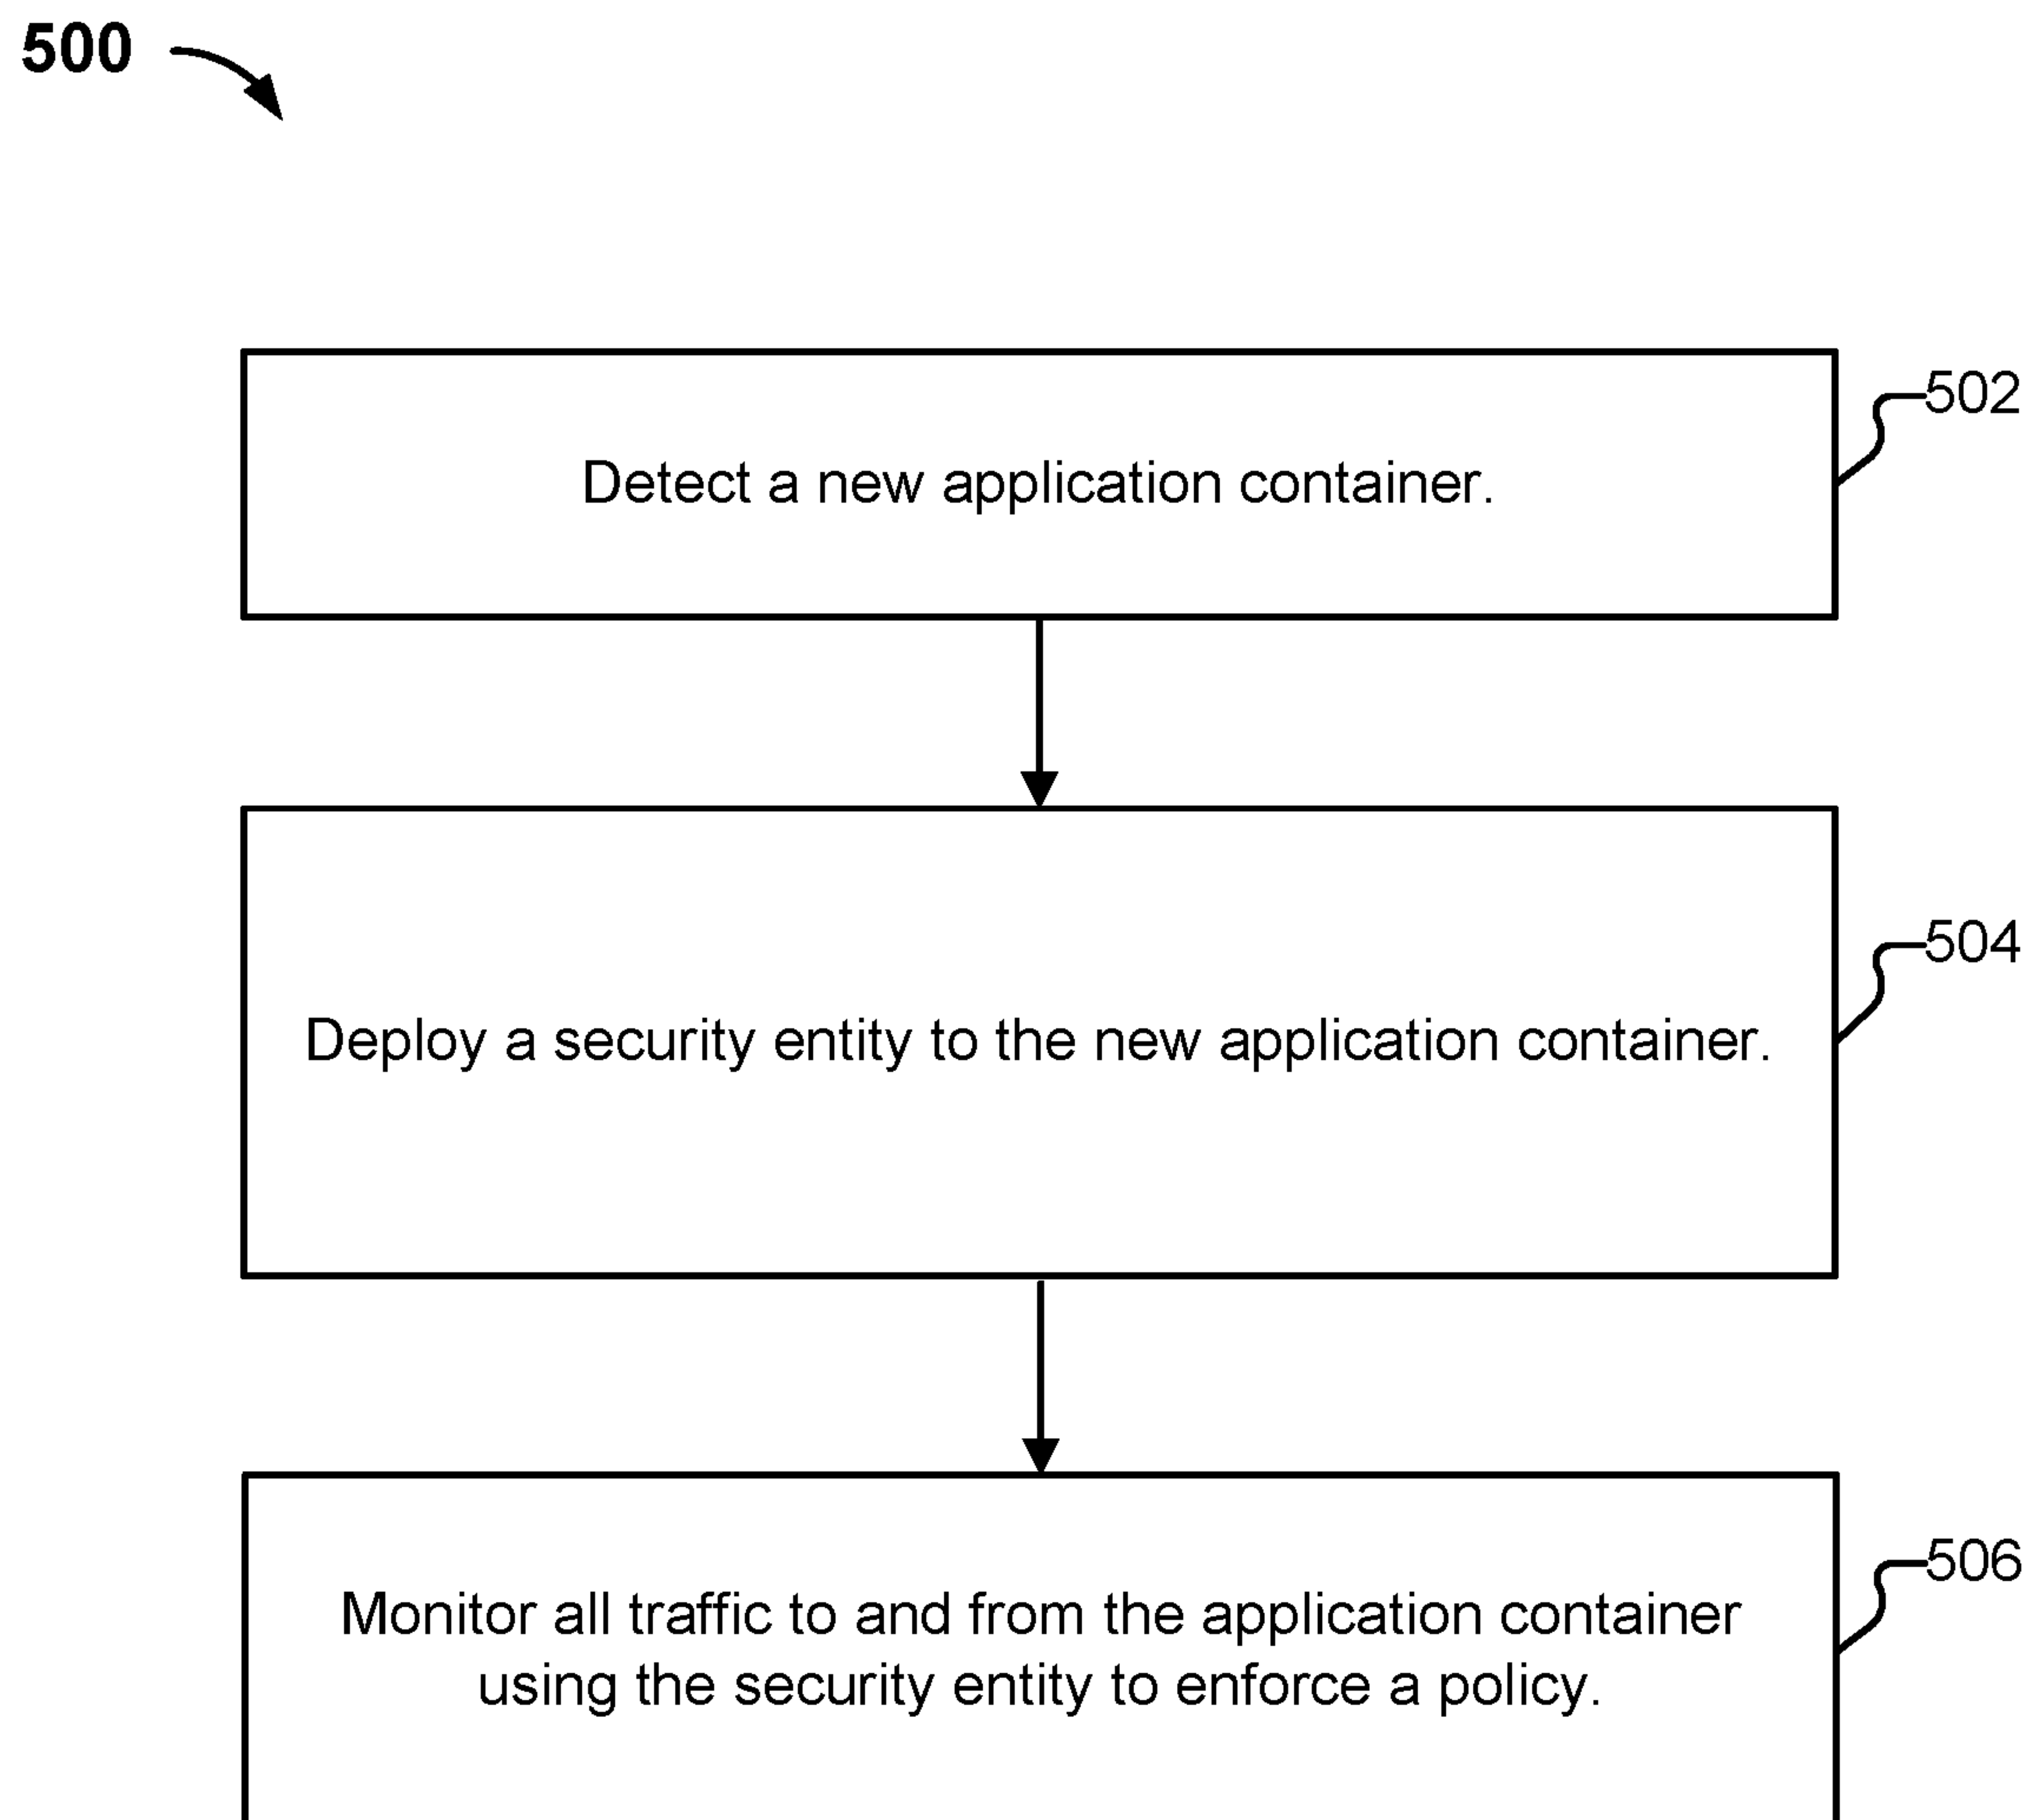 500
502
Detect a new application container.
504
Deploy a security entity to the new application container.
506
Monitor all traffic to and from the application container
using the security entity to enforce a policy.